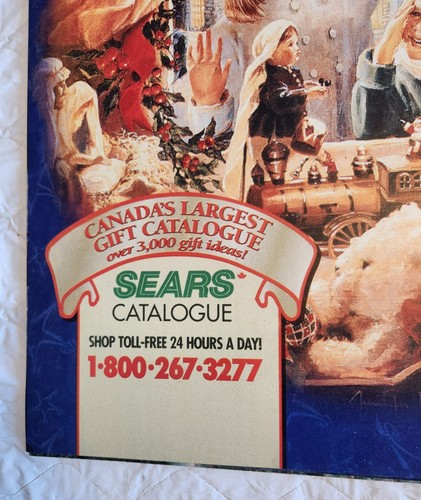 CANADA'S LARGEST
GIFT CATALOGUE
over 3,000 gift ideas!
SEARS
CATALOGUE
SHOP TOLL-FREE 24 HOURS A DAY!
1·800·267·3277